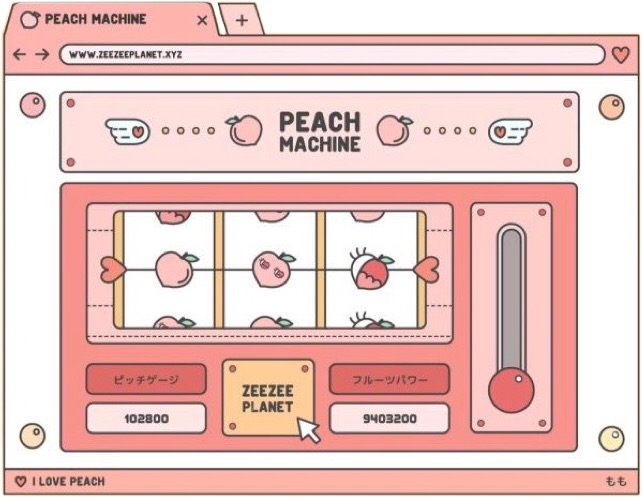 PEACH MACHINE
WWW.ZEEZEEPLANET.XYZ
PEACH
MACHINE
ピッチゲージ
102800
ZEEZEE
PLANET
フルーツパワー
9403200
I LOVE PEACH
もも